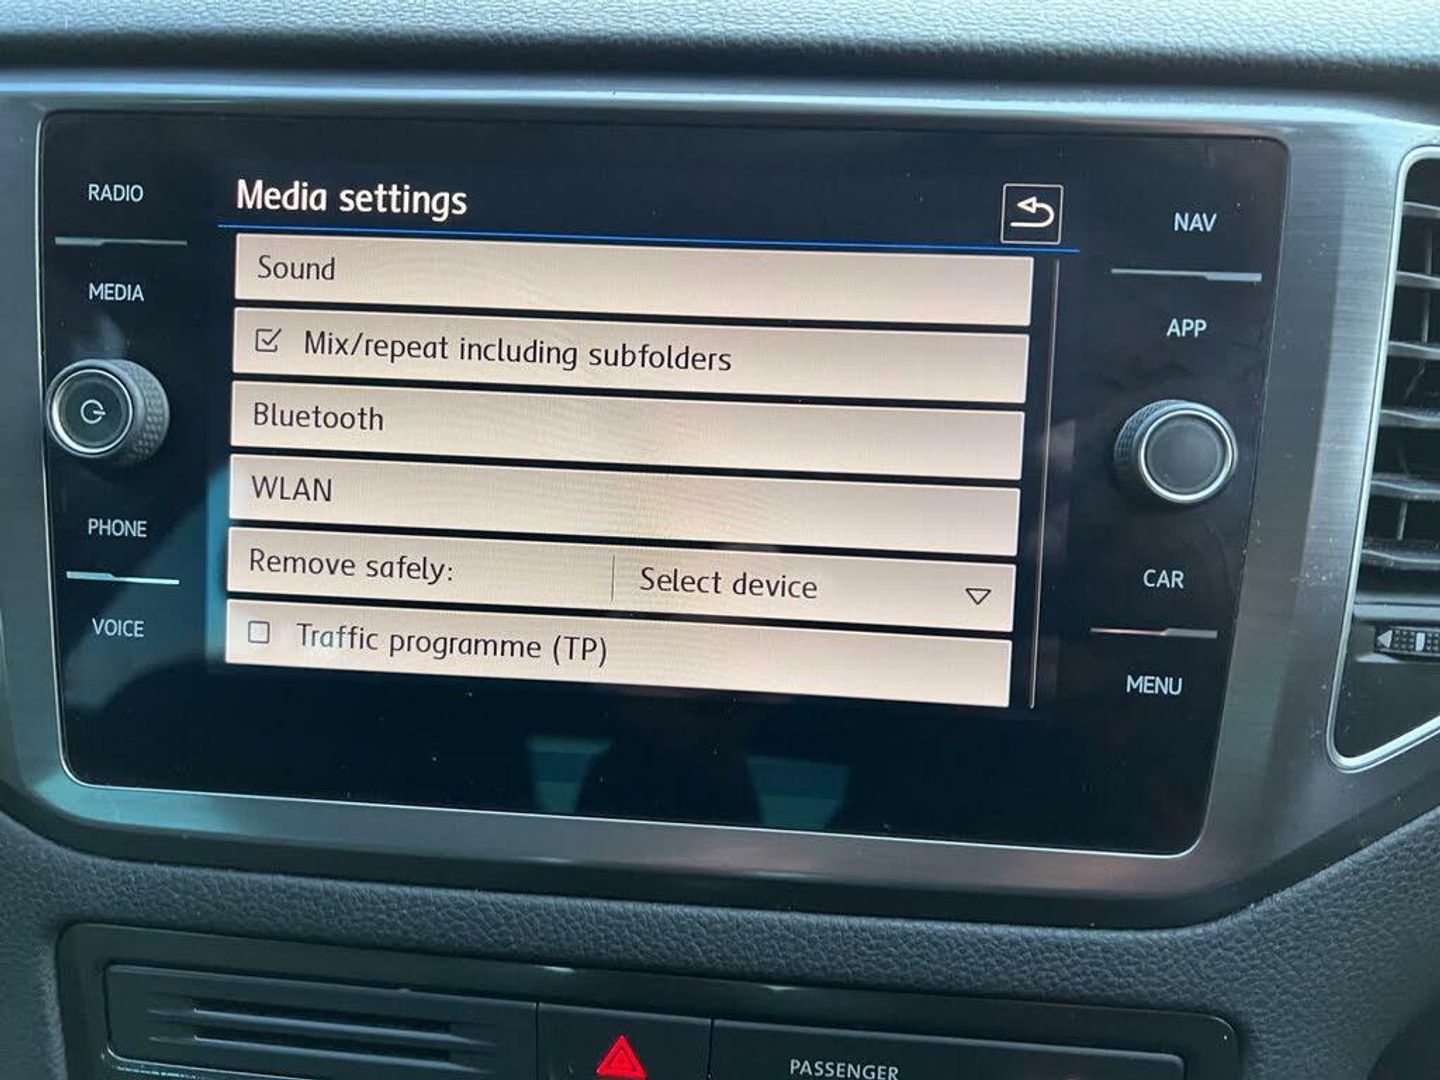 RADIO
MEDIA
PHONE
VOICE
Media settings
Sound
Mix/repeat including subfolders
Bluetooth
WLAN
Remove safely: Select device
Traffic programme (TP)
NAV
APP
CAR
MENU
PASSENGER